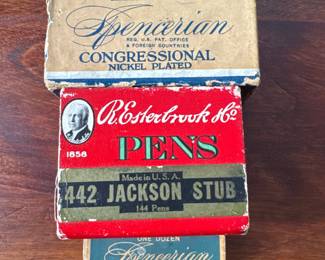 Spencerian
REG. U.S. PAT. OFFICE
& FOREIGN COUNTRIES
CONGRESSIONAL
NICKEL PLATED
R. Esterbrook & Co
1858
PENS
Made in U.S.A.
442 JACKSON STUB
144 Pens
ONE DOZEN
Spencerian